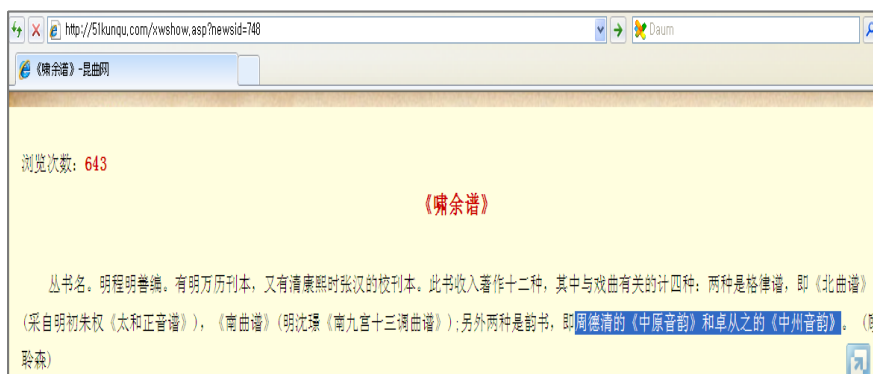 http://51kunqu.com/xwshow.asp?newsid=748
Daum
《啸余谱》-昆曲网
浏览次数: 643
《啸余谱》
丛书名。明程明善编。有明万历刊本，又有清康熙时张汉的校刊本。此书收入著作十二种，其中与戏曲有关的计四种：两种是格律谱，即《北曲谱》
(采自明初朱权《太和正音谱》)，《南曲谱》(明沈璟《南九宫十三调曲谱》);另外两种是韵书，即周德清的《中原音韵》和卓从之的《中州音韵》。（
聆森)